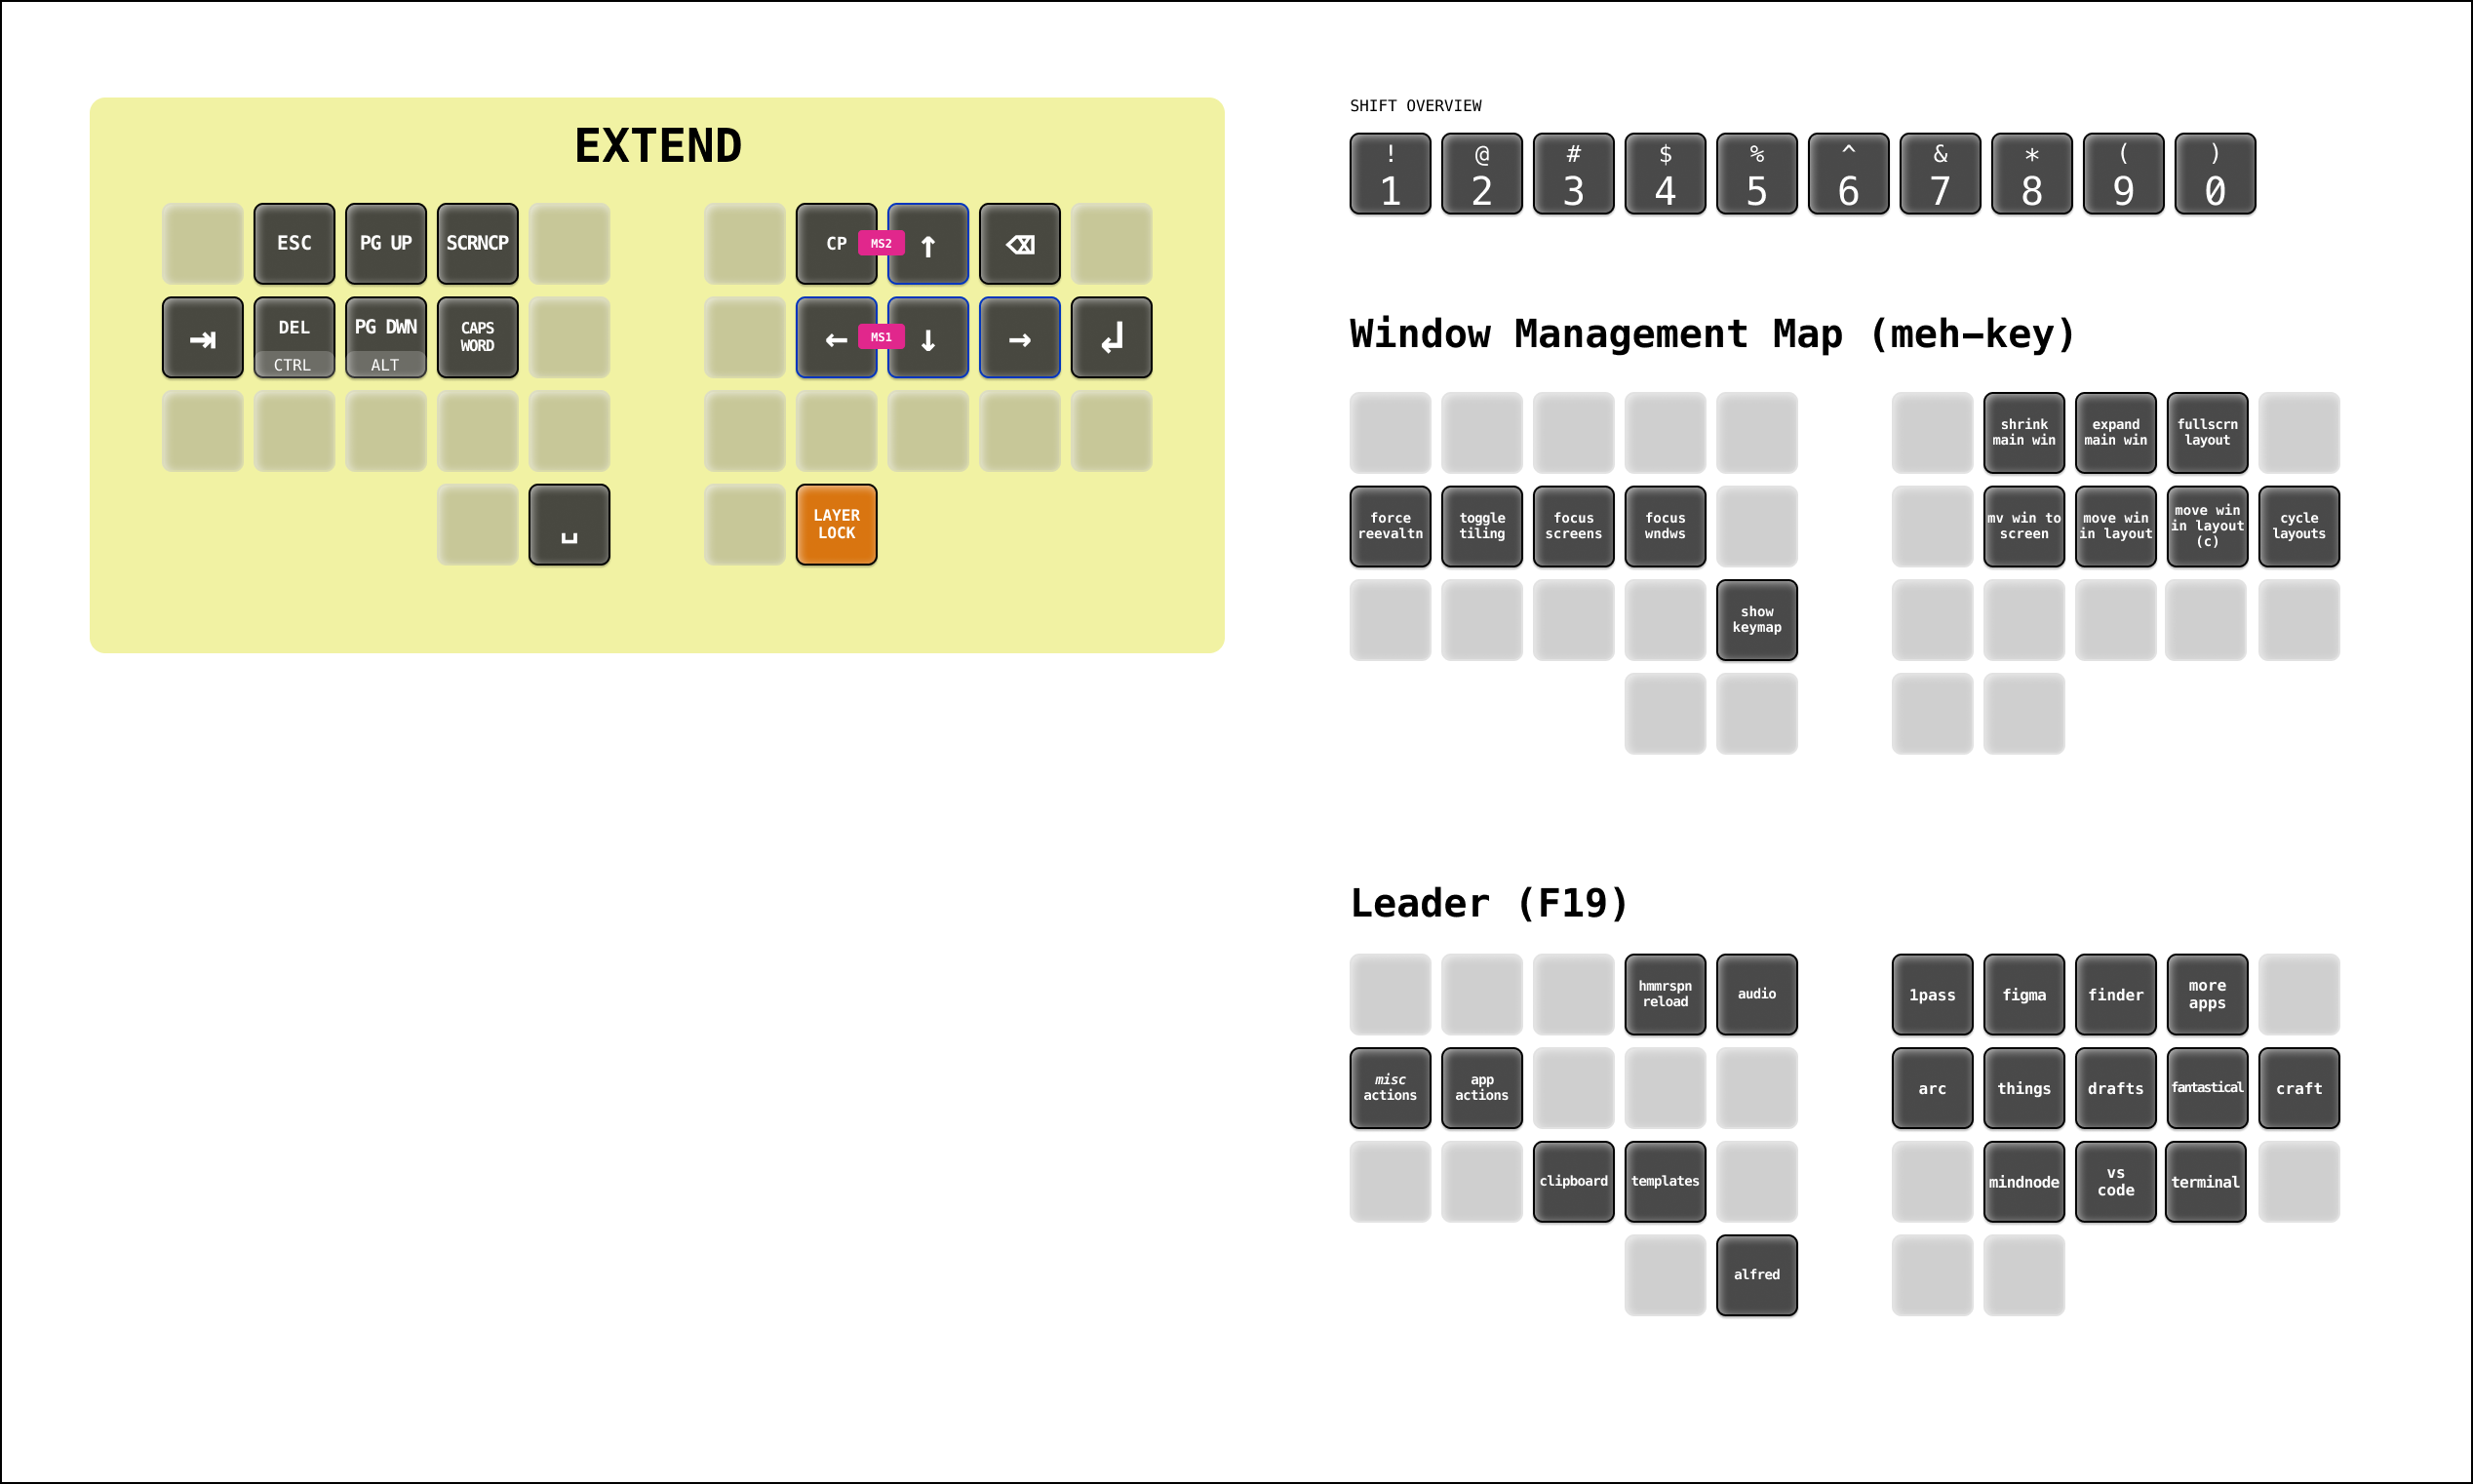 EXTEND
ESC PG UP SCRNCP CP MS2 ↑ ⌫
⇥ DEL PG DWN CAPS WORD ← MS1 ↓ → ↲
CTRL ALT
␣ LAYER LOCK
SHIFT OVERVIEW
! @ # $ % ^ & * ( )
1 2 3 4 5 6 7 8 9 0
Window Management Map (meh-key)
shrink main win expand main win fullscrn layout
force reevaltn toggle tiling focus screens focus wndws mv win to screen move win in layout move win in layout (c) cycle layouts
show keymap
Leader (F19)
hmmrspn reload audio 1pass figma finder more apps
misc actions app actions arc things drafts fantastical craft
clipboard templates mindnode vs code terminal
alfred